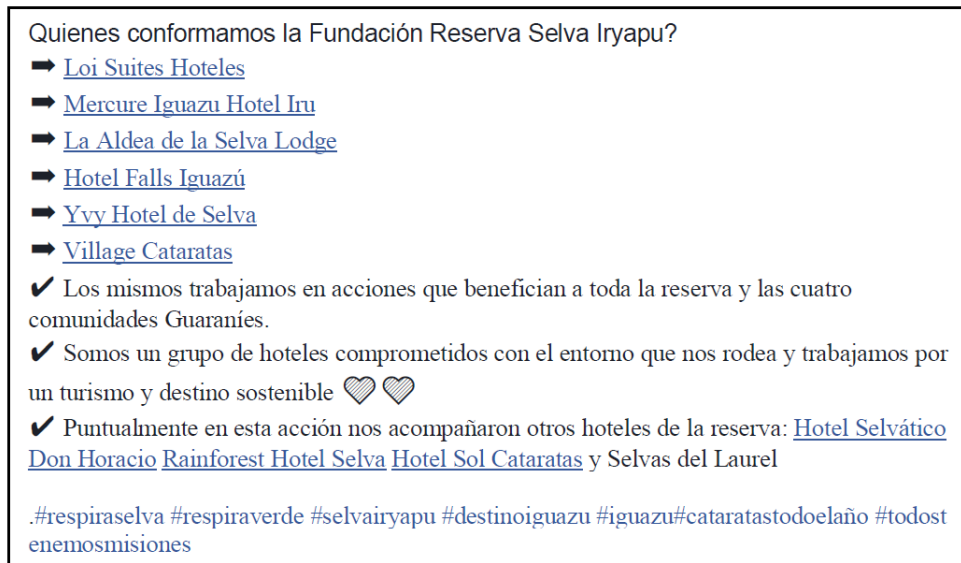 Quienes conformamos la Fundación Reserva Selva Iryapu?
➡ Loi Suites Hoteles
➡ Mercure Iguazu Hotel Iru
➡ La Aldea de la Selva Lodge
➡ Hotel Falls Iguazú
➡ Yvy Hotel de Selva
➡ Village Cataratas
✔ Los mismos trabajamos en acciones que benefician a toda la reserva y las cuatro
comunidades Guaraníes.
✔ Somos un grupo de hoteles comprometidos con el entorno que nos rodea y trabajamos por
un turismo y destino sostenible 💜💜
✔ Puntualmente en esta acción nos acompañaron otros hoteles de la reserva: Hotel Selvático
Don Horacio Rainforest Hotel Selva Hotel Sol Cataratas y Selvas del Laurel
.#respiraselva #respiraverde #selvairyapu #destinoiguazu #iguazu#cataratastodoelaño #todost
enemosmisiones